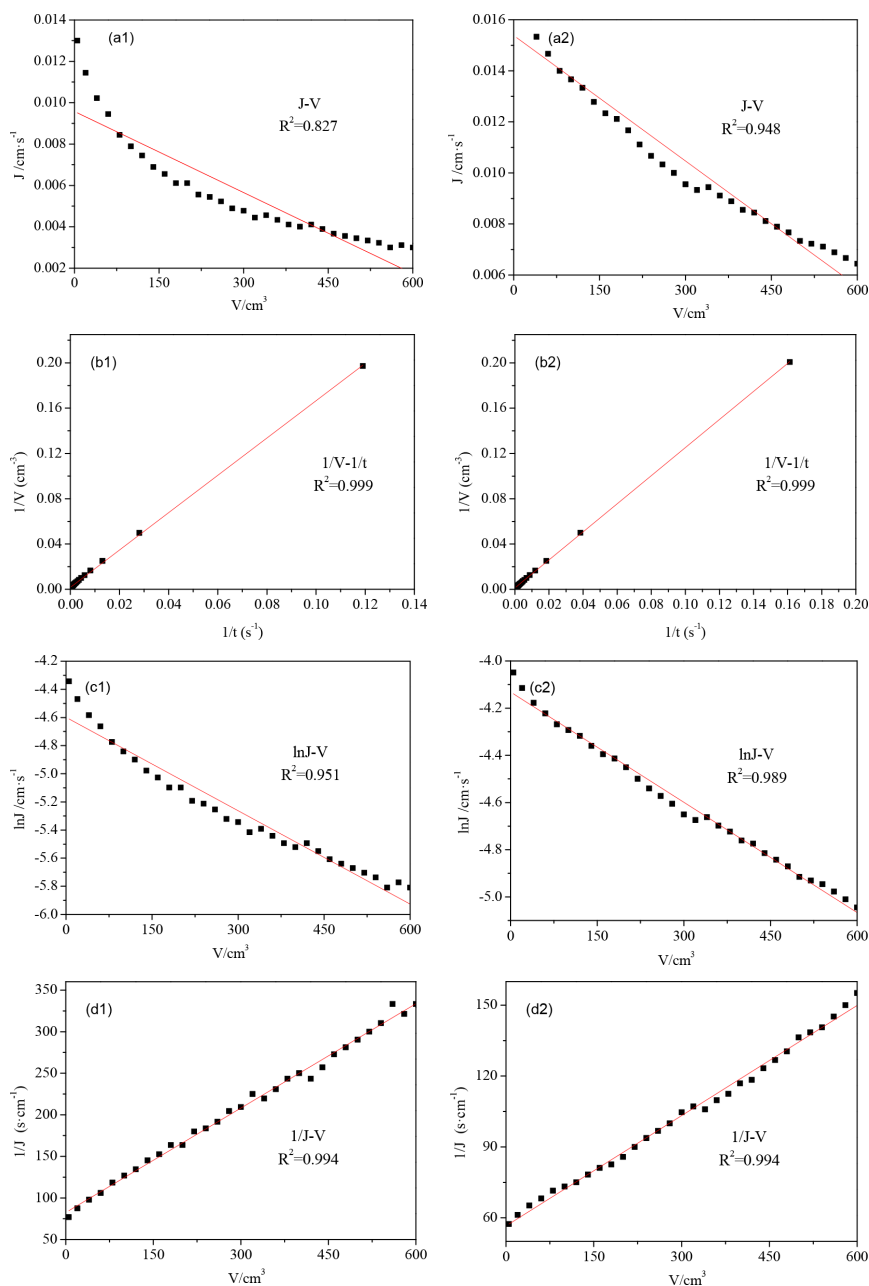 (a1)
J-V
R²=0.827
J /cm·s⁻¹
0.014
0.012
0.010
0.008
0.006
0.004
0.002
0 150 300 450 600
V/cm³
(a2)
J-V
R²=0.948
J /cm·s⁻¹
0.016
0.014
0.012
0.010
0.008
0.006
0 150 300 450 600
V/cm³
(b1)
1/V-1/t
R²=0.999
1/V (cm⁻³)
0.20
0.16
0.12
0.08
0.04
0.00
0.00 0.02 0.04 0.06 0.08 0.10 0.12 0.14
1/t (s⁻¹)
(b2)
1/V-1/t
R²=0.999
1/V (cm⁻³)
0.20
0.16
0.12
0.08
0.04
0.00
0.00 0.02 0.04 0.06 0.08 0.10 0.12 0.14 0.16 0.18 0.20
1/t (s⁻¹)
(c1)
lnJ-V
R²=0.951
lnJ /cm·s⁻¹
-4.2
-4.4
-4.6
-4.8
-5.0
-5.2
-5.4
-5.6
-5.8
-6.0
0 150 300 450 600
V/cm³
(c2)
lnJ-V
R²=0.989
lnJ /cm·s⁻¹
-4.0
-4.2
-4.4
-4.6
-4.8
-5.0
0 150 300 450 600
V/cm³
(d1)
1/J-V
R²=0.994
1/J (s·cm⁻¹)
350
300
250
200
150
100
50
0 150 300 450 600
V/cm³
(d2)
1/J-V
R²=0.994
1/J (s·cm⁻¹)
150
120
90
60
0 150 300 450 600
V/cm³